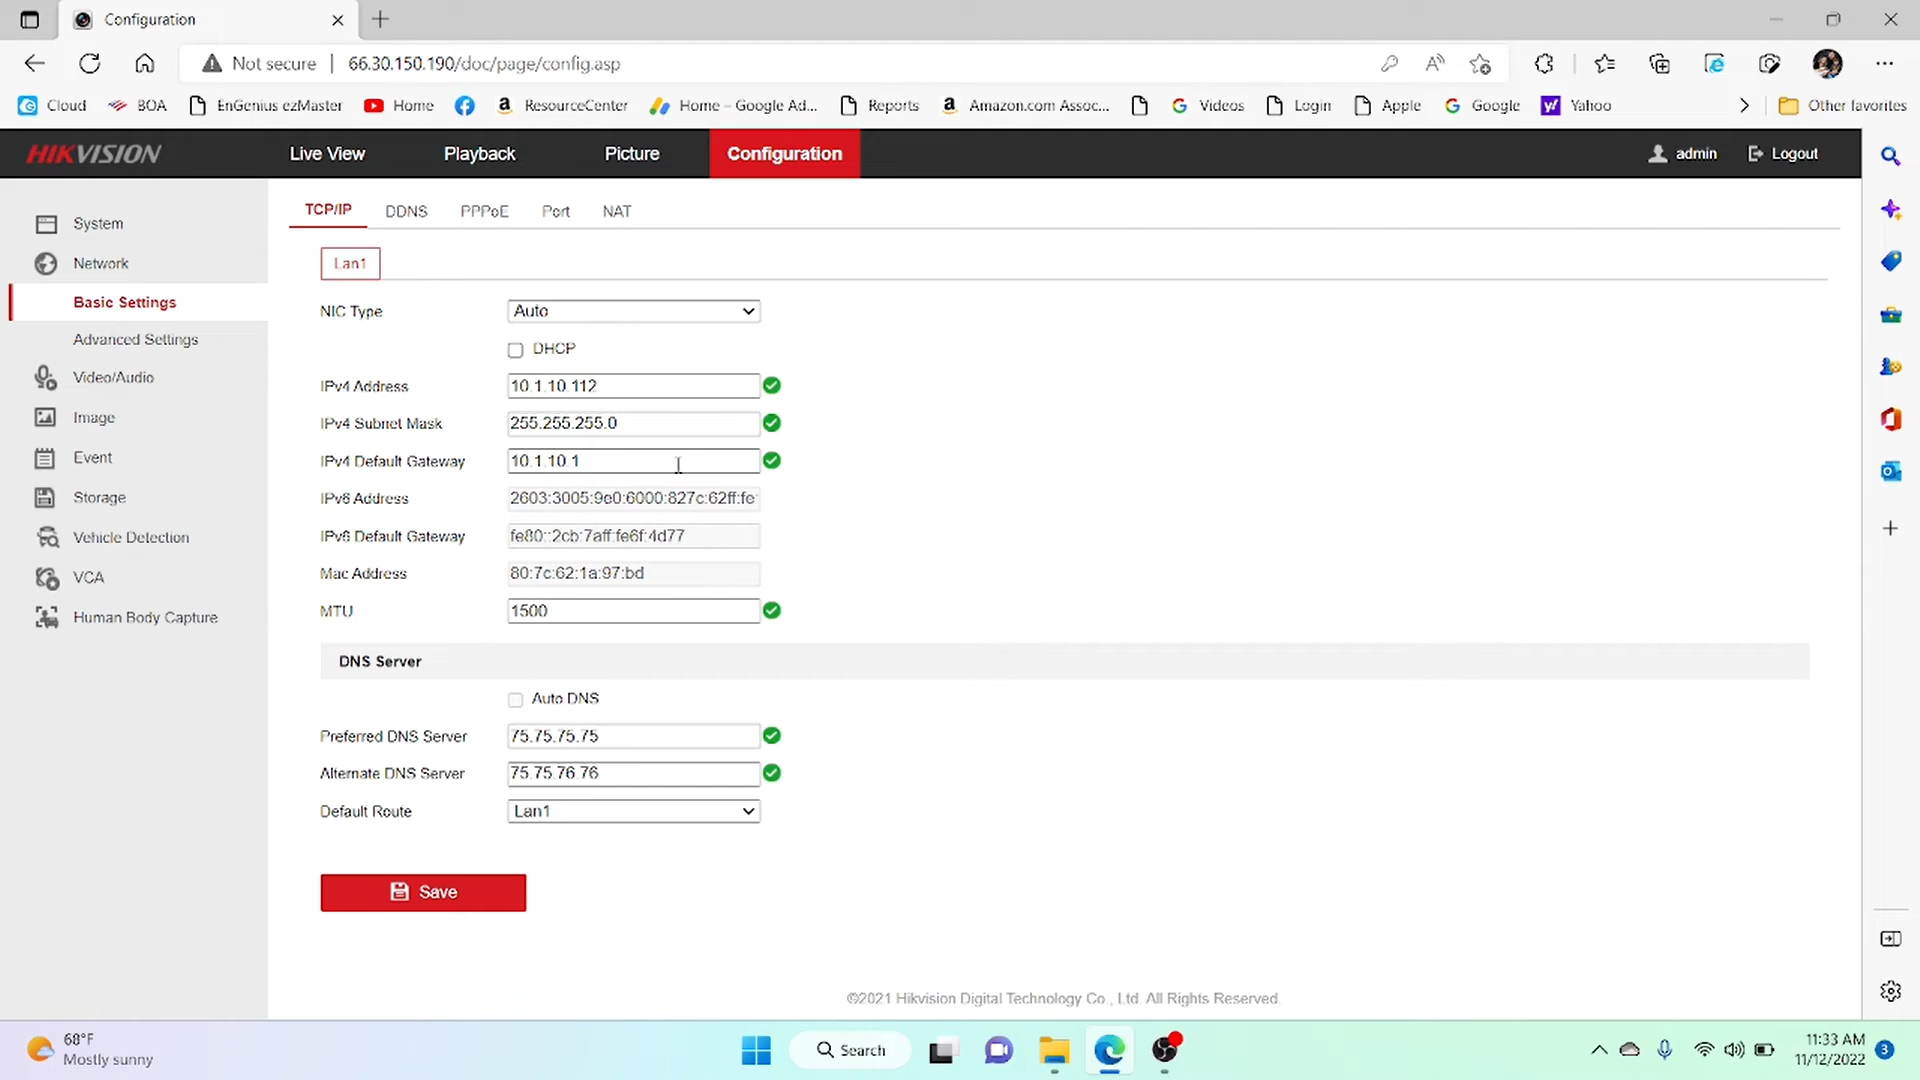 Configuration
Not secure
66.30.150.190/doc/page/config.asp
Cloud
BOA
EnGenius ezMaster
Home
ResourceCenter
Home – Google Ad...
Reports
Amazon.com Assoc...
Videos
Login
Apple
Google
Yahoo
Other favorites
HIKVISION
Live View
Playback
Picture
Configuration
admin
Logout
System
Network
Basic Settings
Advanced Settings
Video/Audio
Image
Event
Storage
Vehicle Detection
VCA
Human Body Capture
TCP/IP
DDNS
PPPoE
Port
NAT
Lan1
NIC Type
Auto
DHCP
IPv4 Address
10.1.10.112
IPv4 Subnet Mask
255.255.255.0
IPv4 Default Gateway
10.1.10.1
IPv6 Address
2603:3005:9e0:6000:827c:62ff:fe
IPv6 Default Gateway
fe80::2cb:7aff:fe6f:4d77
Mac Address
80:7c:62:1a:97:bd
MTU
1500
DNS Server
Auto DNS
Preferred DNS Server
75.75.75.75
Alternate DNS Server
75.75.76.76
Default Route
Lan1
Save
©2021 Hikvision Digital Technology Co., Ltd. All Rights Reserved.
68°F
Mostly sunny
Search
11:33 AM
11/12/2022
3